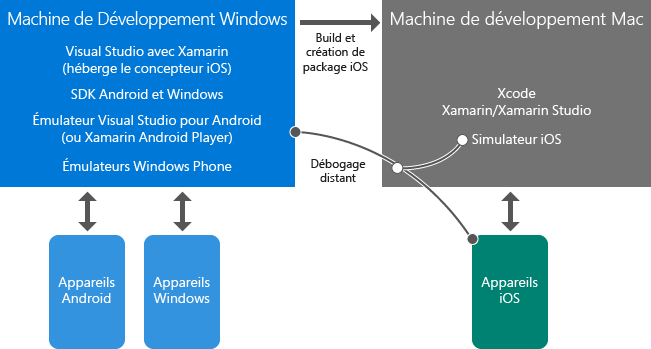 Machine de Développement Windows
Visual Studio avec Xamarin
(héberge le concepteur iOS)
SDK Android et Windows
Émulateur Visual Studio pour Android
(ou Xamarin Android Player)
Émulateurs Windows Phone
Build et
création de
package iOS
Débogage
distant
Machine de développement Mac
Xcode
Xamarin/Xamarin Studio
Simulateur iOS
Appareils
Android
Appareils
Windows
Appareils
iOS